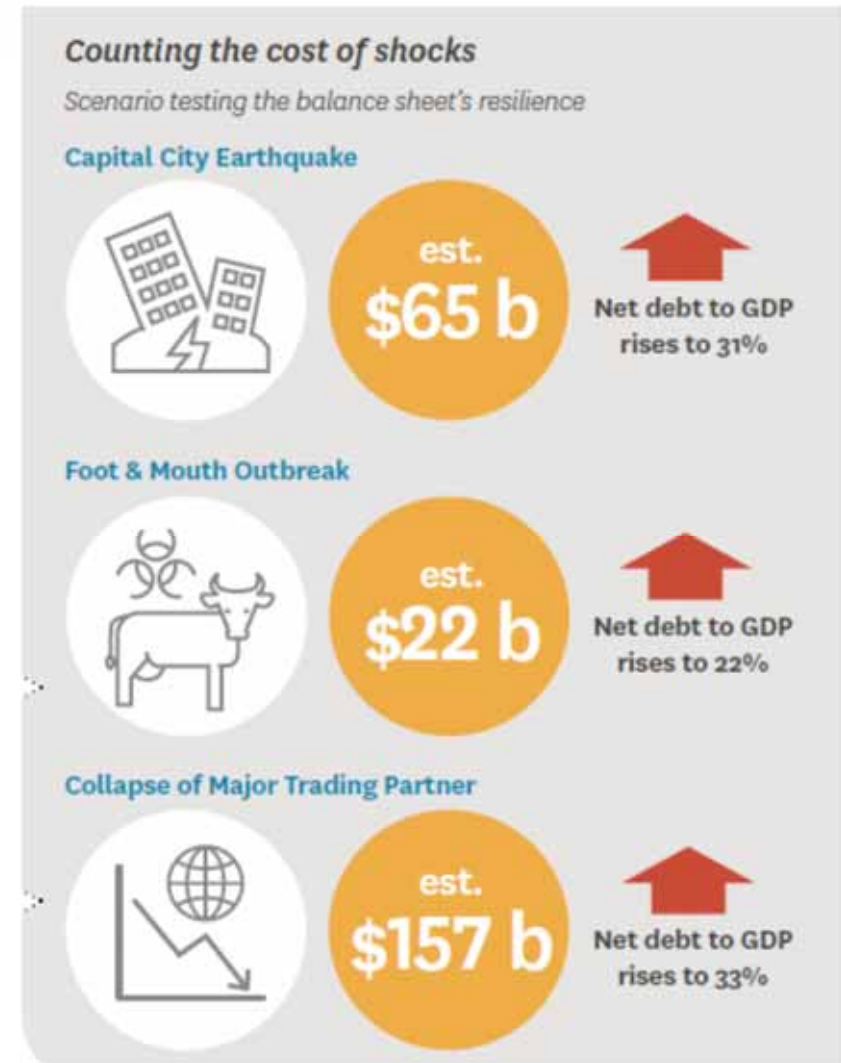 Counting the cost of shocks
Scenario testing the balance sheet's resilience
Capital City Earthquake
est.
$65 b
Net debt to GDP
rises to 31%
Foot & Mouth Outbreak
est.
$22 b
Net debt to GDP
rises to 22%
Collapse of Major Trading Partner
est.
$157 b
Net debt to GDP
rises to 33%